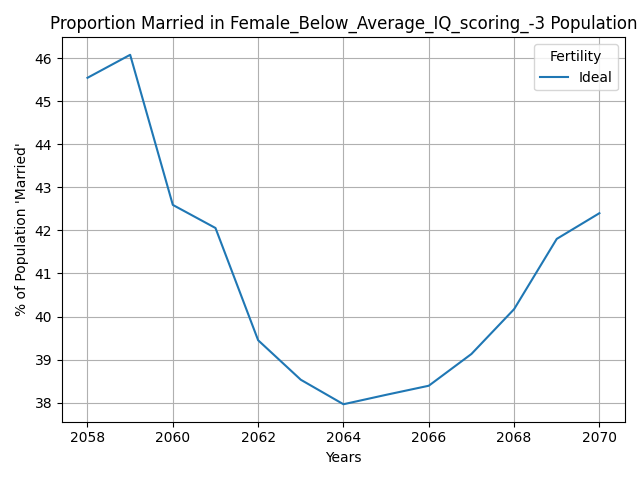 Proportion Married in Female_Below_Average_IQ_scoring_-3 Population
Fertility
Ideal
46
45
44
43
42
41
40
39
38
% of Population 'Married'
2058 2060 2062 2064 2066 2068 2070
Years